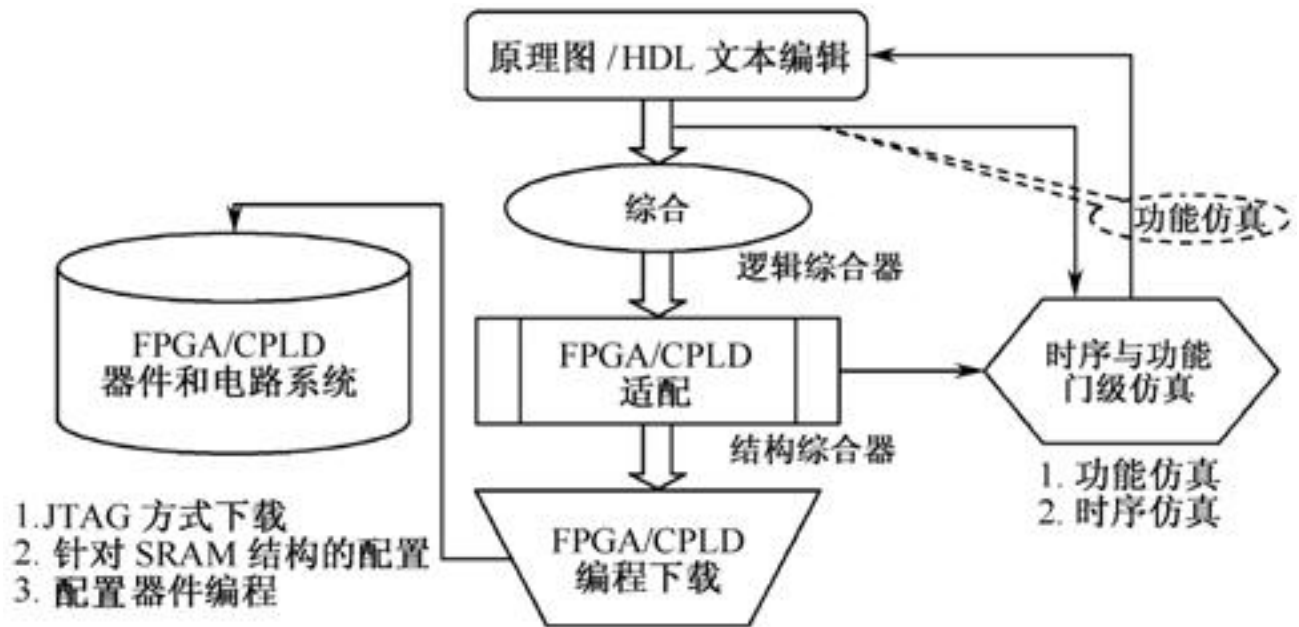 原理图 /HDL 文本编辑
综合
功能仿真
逻辑综合器
FPGA/CPLD
器件和电路系统
FPGA/CPLD
适配
时序与功能
门级仿真
结构综合器
1. 功能仿真
2. 时序仿真
1.JTAG 方式下载
2. 针对 SRAM 结构的配置
3. 配置器件编程
FPGA/CPLD
编程下载